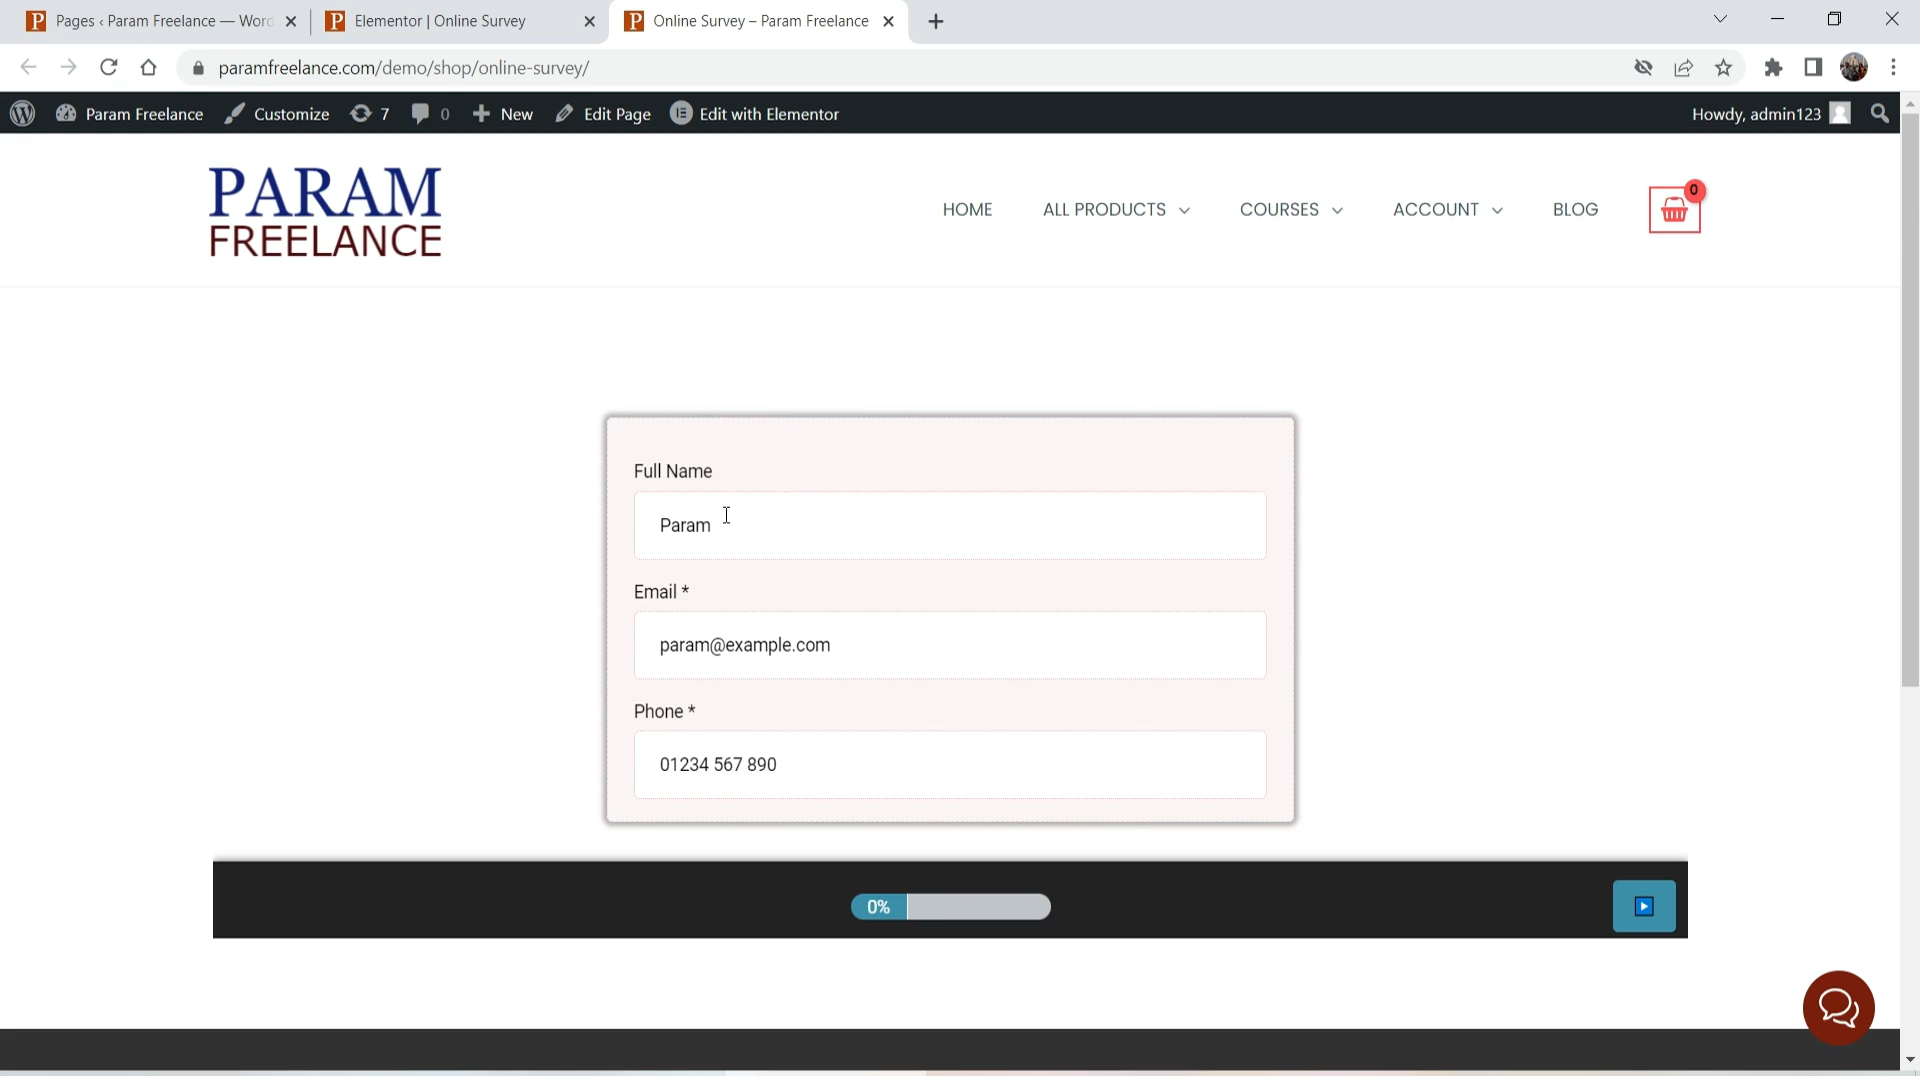 Pages ‹ Param Freelance — Word
Elementor | Online Survey
Online Survey – Param Freelance
paramfreelance.com/demo/shop/online-survey/
Param Freelance
Customize
7
0
New
Edit Page
Edit with Elementor
Howdy, admin123
PARAM
FREELANCE
HOME
ALL PRODUCTS
COURSES
ACCOUNT
BLOG
0
Full Name
Param
Email *
param@example.com
Phone *
01234 567 890
0%